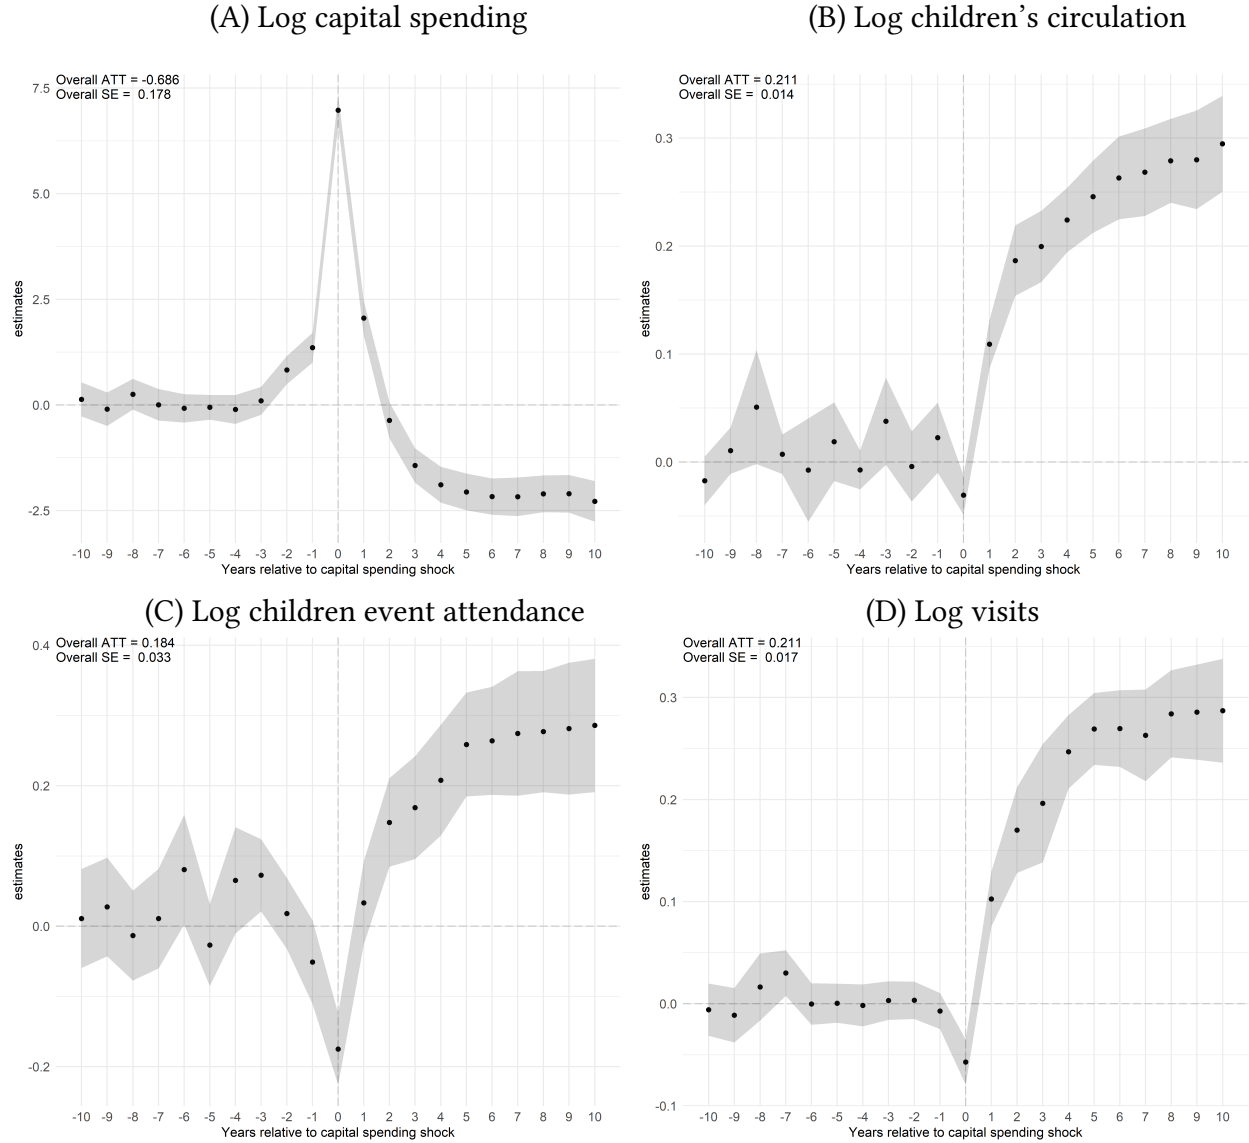 (A) Log capital spending
Overall ATT = -0.686
Overall SE = 0.178
7.5
5.0
2.5
0.0
-2.5
estimates
-10 -9 -8 -7 -6 -5 -4 -3 -2 -1 0 1 2 3 4 5 6 7 8 9 10
Years relative to capital spending shock
(B) Log children’s circulation
Overall ATT = 0.211
Overall SE = 0.014
0.3
0.2
0.1
0.0
estimates
-10 -9 -8 -7 -6 -5 -4 -3 -2 -1 0 1 2 3 4 5 6 7 8 9 10
Years relative to capital spending shock
(C) Log children event attendance
Overall ATT = 0.184
Overall SE = 0.033
0.4
0.2
0.0
-0.2
estimates
-10 -9 -8 -7 -6 -5 -4 -3 -2 -1 0 1 2 3 4 5 6 7 8 9 10
Years relative to capital spending shock
(D) Log visits
Overall ATT = 0.211
Overall SE = 0.017
0.3
0.2
0.1
0.0
-0.1
estimates
-10 -9 -8 -7 -6 -5 -4 -3 -2 -1 0 1 2 3 4 5 6 7 8 9 10
Years relative to capital spending shock